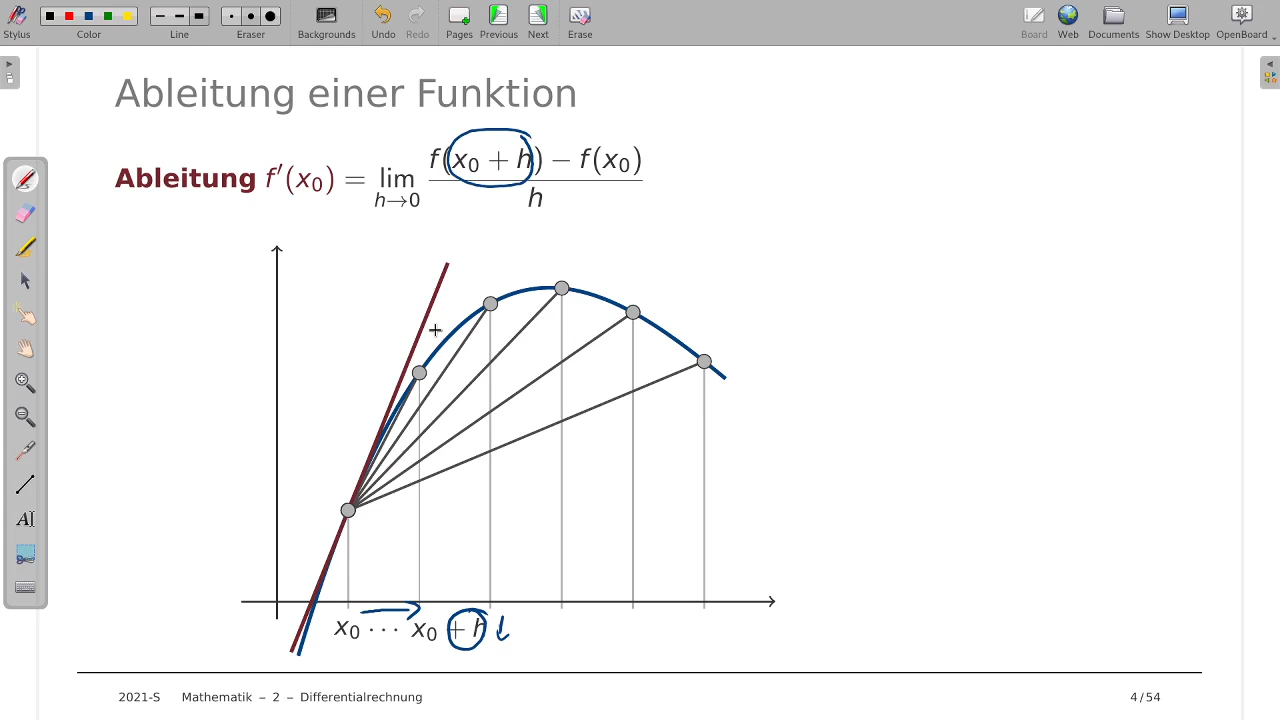 Stylus Color Line Eraser Backgrounds Undo Redo Pages Previous Next Erase Board Web Documents Show Desktop OpenBoard
Ableitung einer Funktion
Ableitung f′(x₀) = lim h→0 f(x₀ + h) − f(x₀) / h
x₀ ··· x₀ + h
2021-S Mathematik – 2 – Differentialrechnung 4 / 54